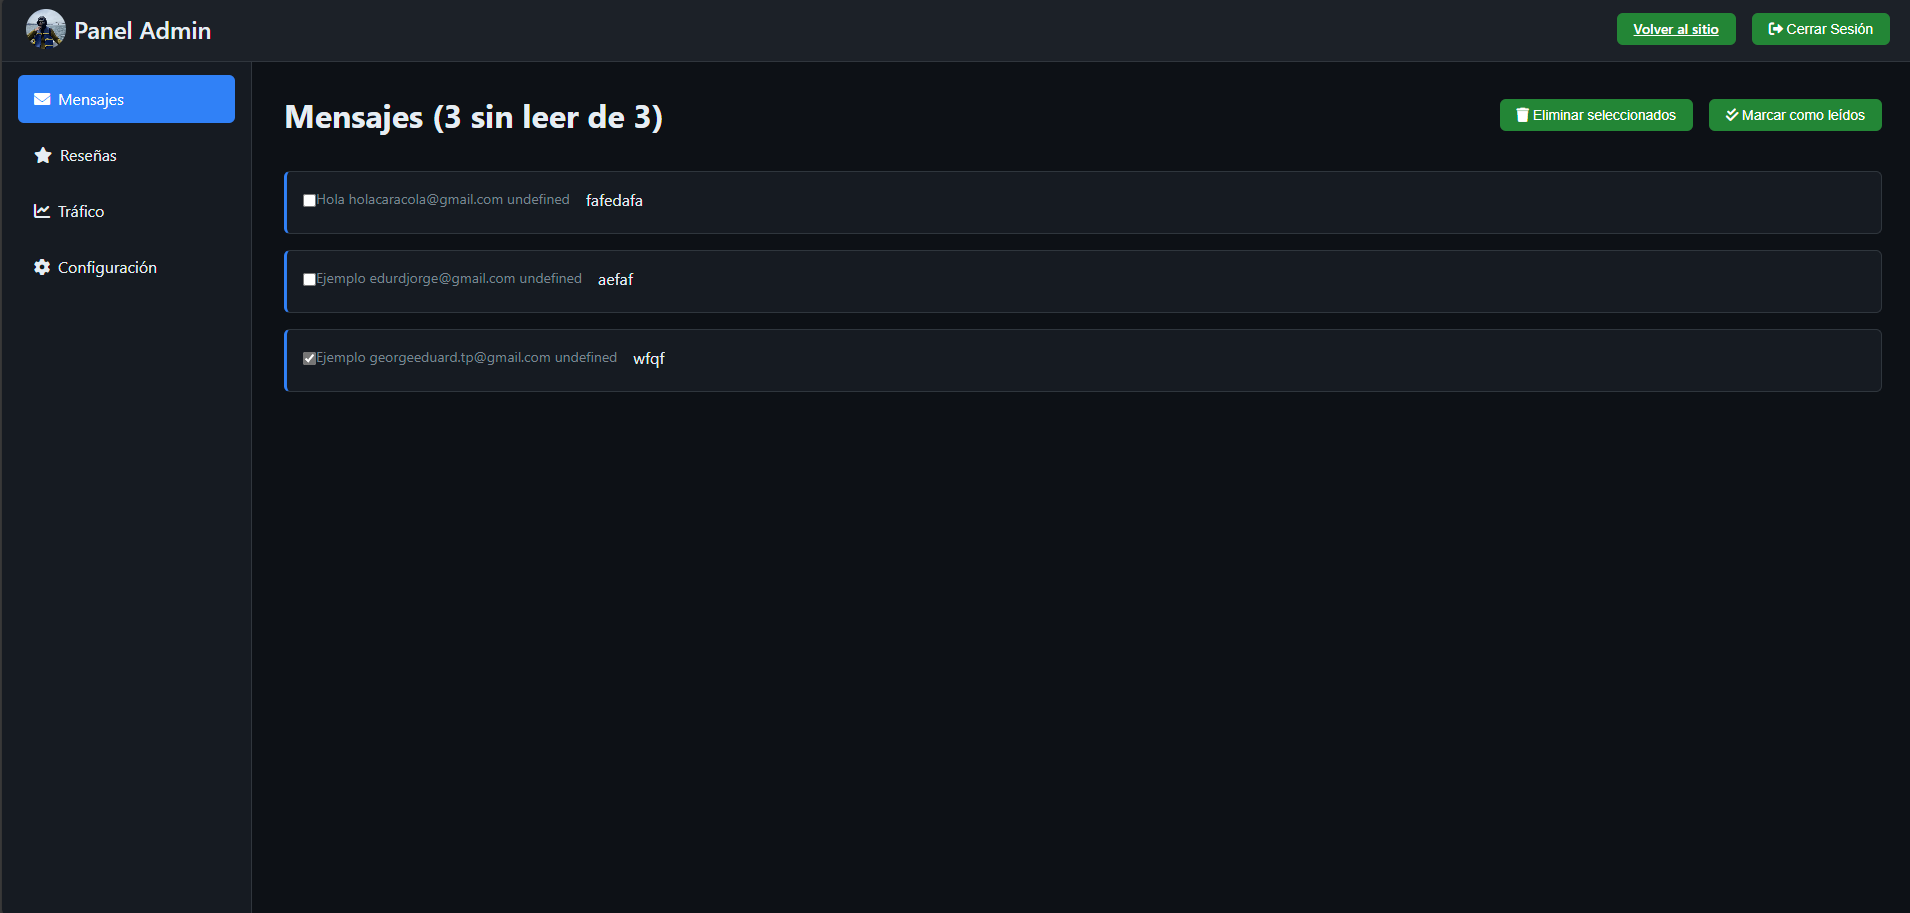 Panel Admin
Volver al sitio
Cerrar Sesión
Mensajes
Reseñas
Tráfico
Configuración
Mensajes (3 sin leer de 3)
Eliminar seleccionados
Marcar como leídos
Hola holacaracola@gmail.com undefined fafedafa
Ejemplo edurdjorge@gmail.com undefined aefaf
Ejemplo georgeeduard.tp@gmail.com undefined wfqf